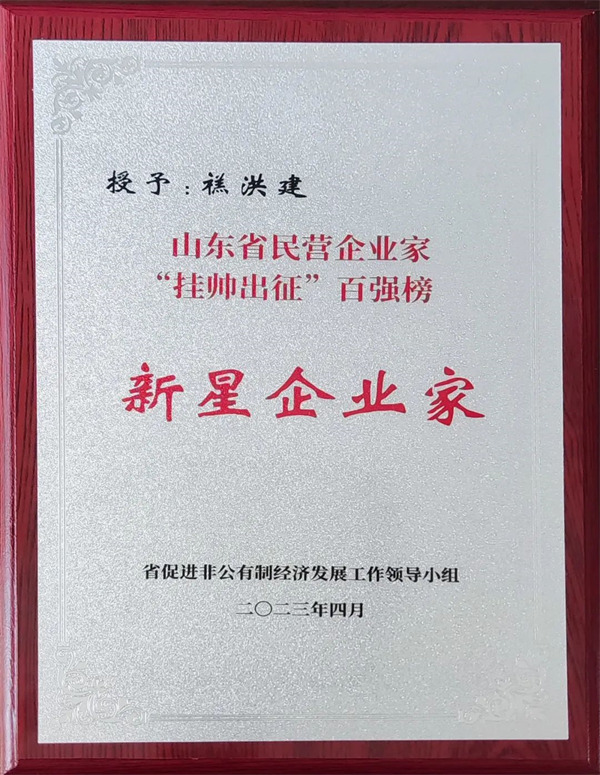 授予：禚洪建
山东省民营企业家
“挂帅出征”百强榜
新星企业家
省促进非公有制经济发展工作领导小组
二〇二三年四月